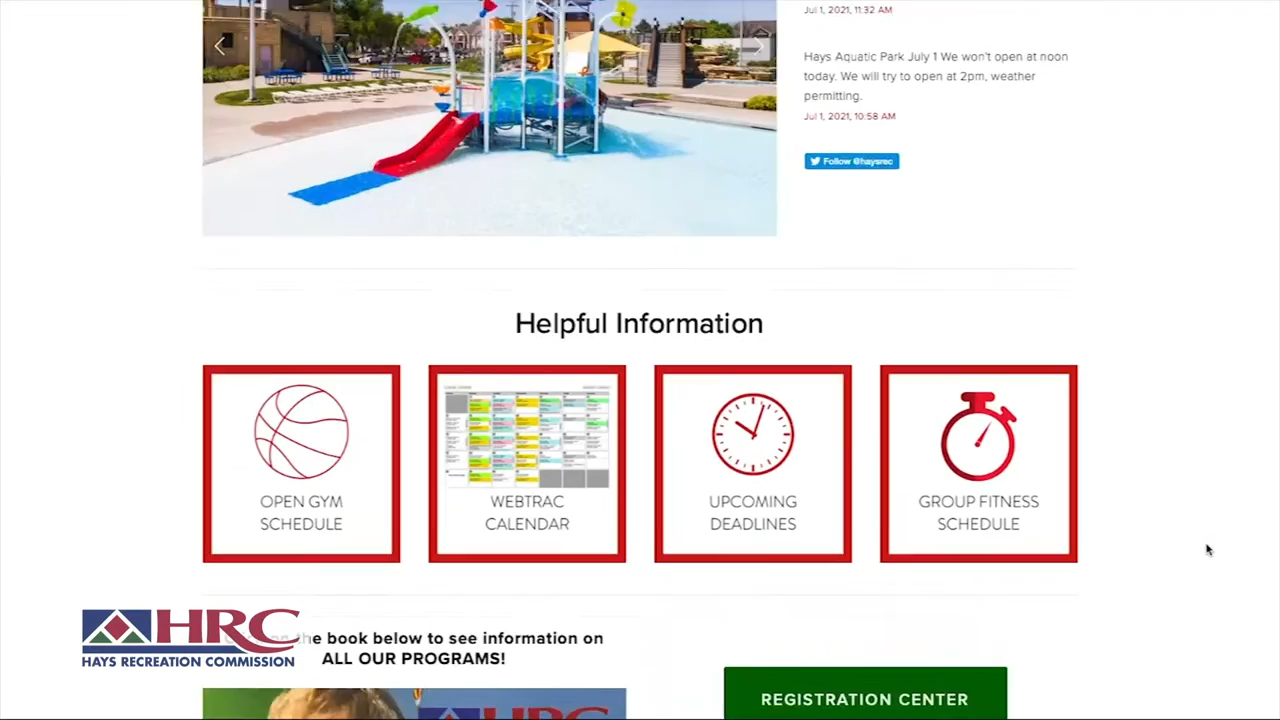 Jul 1, 2021, 11:32 AM
Hays Aquatic Park July 1 We won't open at noon
today. We will try to open at 2pm, weather
permitting.
Jul 1, 2021, 10:58 AM
Follow @haysrec
Helpful Information
OPEN GYM
SCHEDULE
WEBTRAC
CALENDAR
UPCOMING
DEADLINES
GROUP FITNESS
SCHEDULE
HRC
HAYS RECREATION COMMISSION
the book below to see information on
ALL OUR PROGRAMS!
HRC
REGISTRATION CENTER